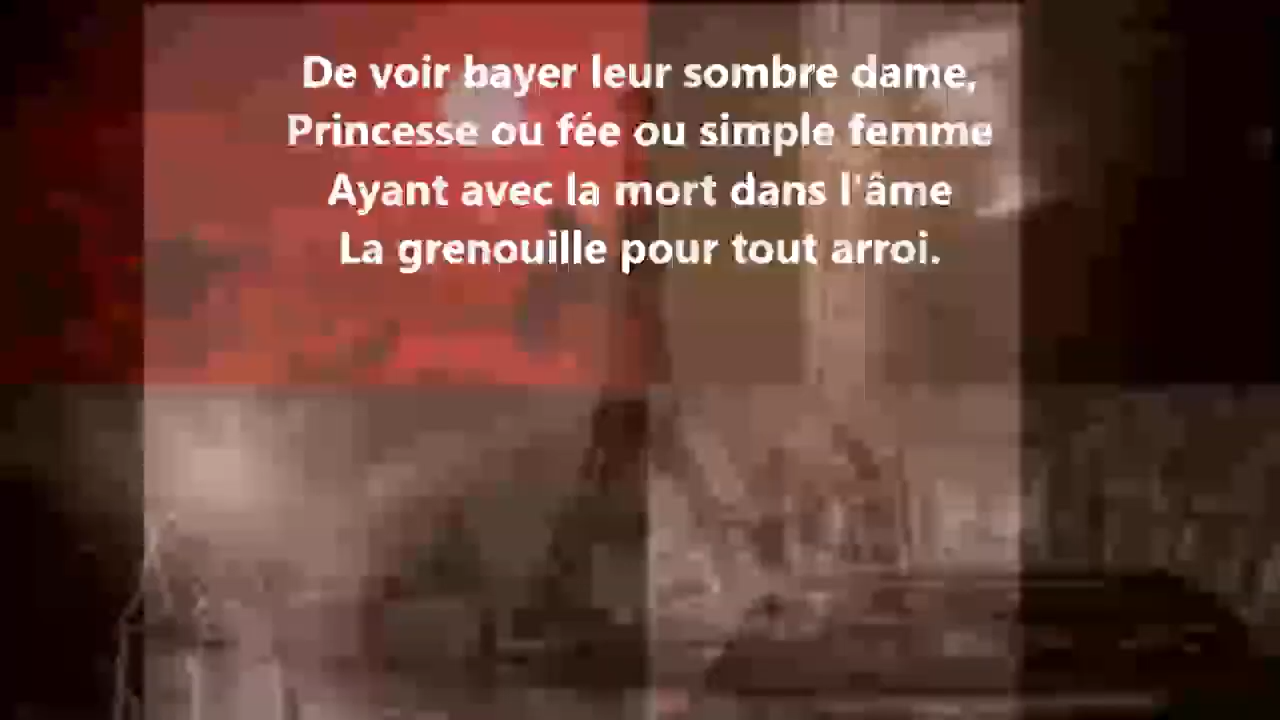 De voir bayer leur sombre dame,
Princesse ou fée ou simple femme
Ayant avec la mort dans l'âme
La grenouille pour tout arroi.